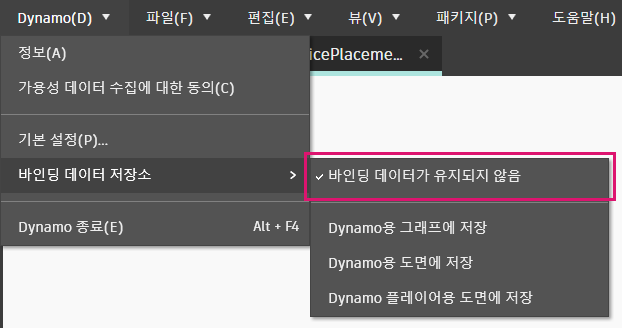 Dynamo(D) 파일(F) 편집(E) 뷰(V) 패키지(P) 도움말(H)
정보(A) icePlaceme...
가용성 데이터 수집에 대한 동의(C)
기본 설정(P)...
바인딩 데이터 저장소 바인딩 데이터가 유지되지 않음
Dynamo 종료(E) Alt + F4 Dynamo용 그래프에 저장
Dynamo용 도면에 저장
Dynamo 플레이어용 도면에 저장